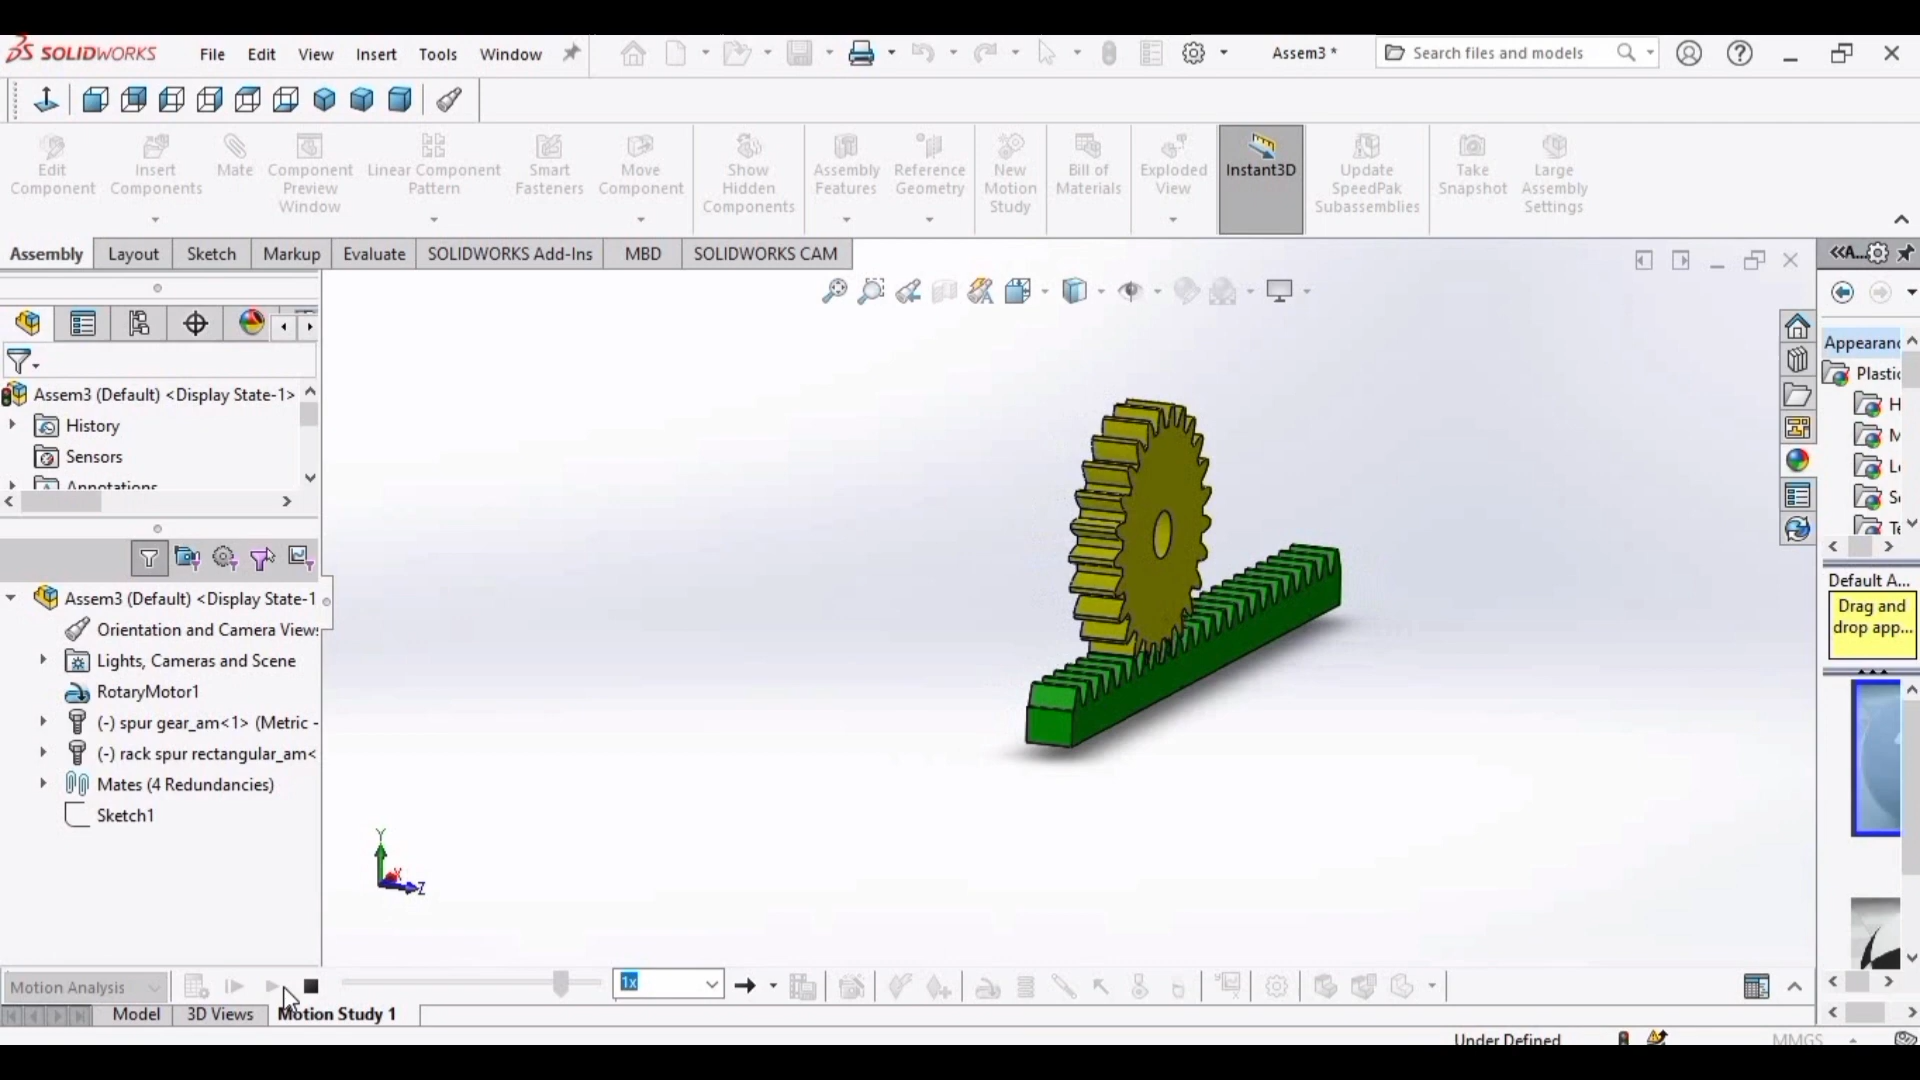 SOLIDWORKS File Edit View Insert Tools Window Assem3 * Search files and models
Edit Component
Insert Components
Mate
Component Preview Window
Linear Component Pattern
Smart Fasteners
Move Component
Show Hidden Components
Assembly Features
Reference Geometry
New Motion Study
Bill of Materials
Exploded View
Instant3D
Update SpeedPak Subassemblies
Take Snapshot
Large Assembly Settings
Assembly Layout Sketch Markup Evaluate SOLIDWORKS Add-Ins MBD SOLIDWORKS CAM
«A...
Assem3 (Default) <Display State-1>
History
Sensors
Annotations
Assem3 (Default) <Display State-1
Orientation and Camera Views
Lights, Cameras and Scene
RotaryMotor1
(-) spur gear_am<1> (Metric -
(-) rack spur rectangular_am<
Mates (4 Redundancies)
Sketch1
Y
X
Z
Appearanc
Plastic
H
M
L
S
Te
Default A...
Drag and
drop app...
Motion Analysis 1x
Model 3D Views Motion Study 1
Under Defined MMGS